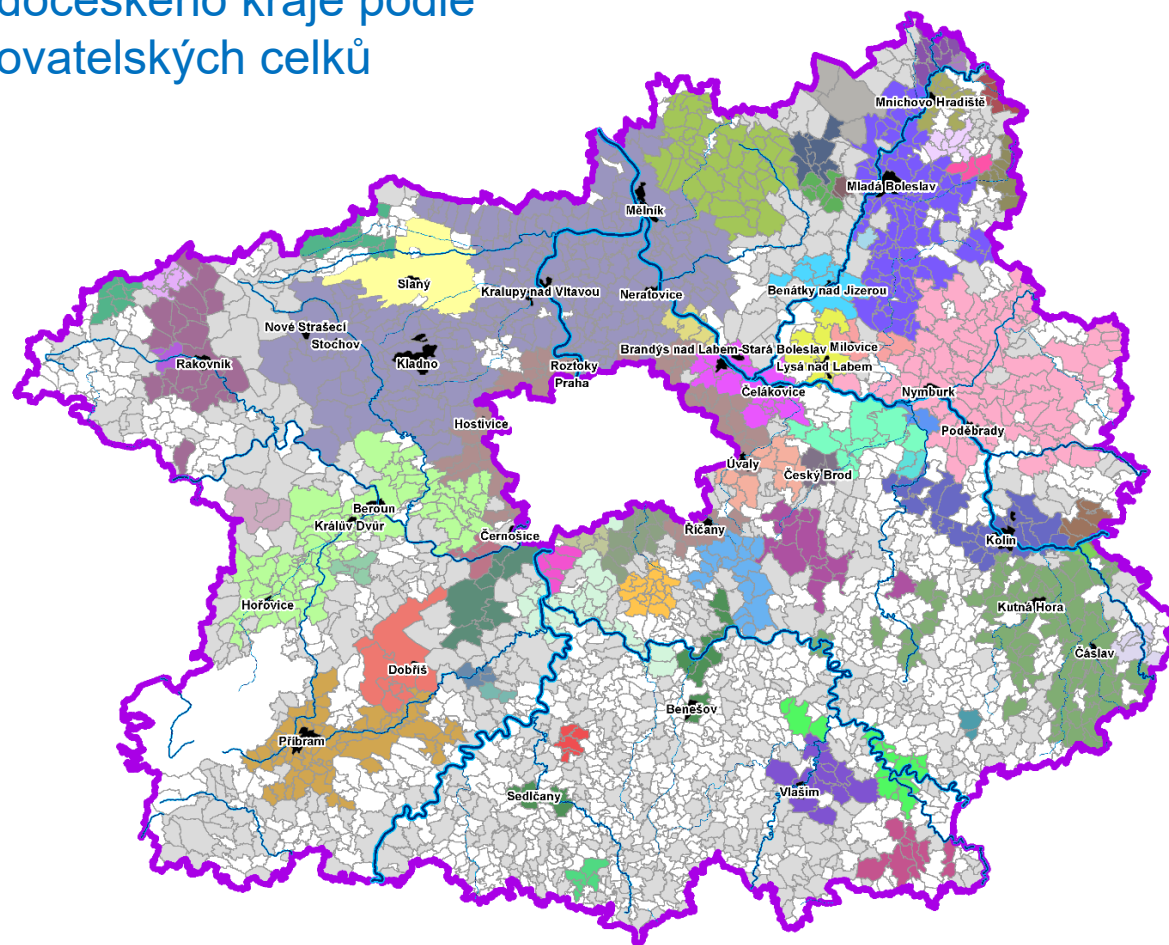 dočeského kraje podle
ovatelských celků
Mnichovo Hradiště
Mladá Boleslav
Mělník
Slaný
Kralupy nad Vltavou
Neratovice
Benátky nad Jizerou
Nové Strašecí
Stochov
Rakovník
Kladno
Roztoky
Praha
Brandýs nad Labem-Stará Boleslav
Milovice
Lysá nad Labem
Čelákovice
Nymburk
Hostivice
Poděbrady
Úvaly
Český Brod
Beroun
Králův Dvůr
Černošice
Říčany
Kolín
Hořovice
Kutná Hora
Čáslav
Dobříš
Benešov
Příbram
Sedlčany
Vlašim